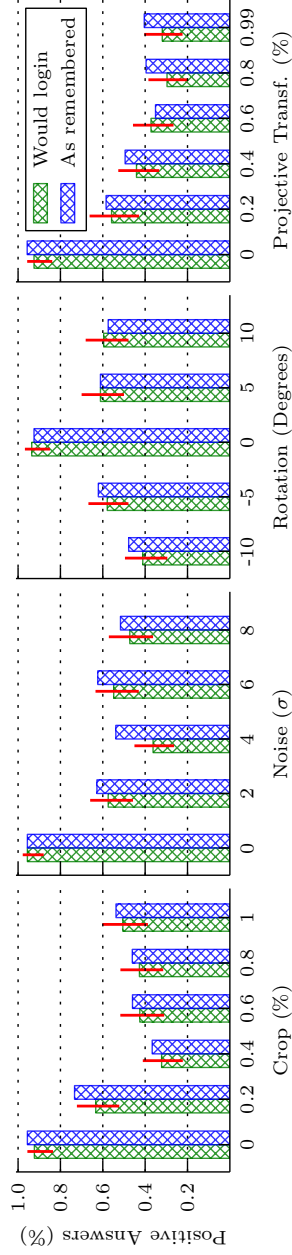 Positive Answers (%)
1.0
0.8
0.6
0.4
0.2
0 0.2 0.4 0.6 0.8 1
Crop (%)
0 2 4 6 8
Noise (σ)
-10 -5 0 5 10
Rotation (Degrees)
0 0.2 0.4 0.6 0.8 0.99
Projective Transf. (%)
Would login
As remembered